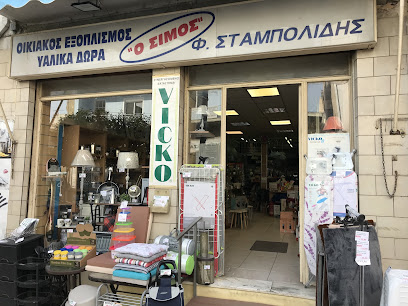 ΟΙΚΙΑΚΟΣ ΕΞΟΠΛΙΣΜΟΣ
ΥΑΛΙΚΑ ΔΩΡΑ
"Ο ΣΙΜΟΣ"
Φ. ΣΤΑΜΠΟΛΙΔΗΣ
VICKO